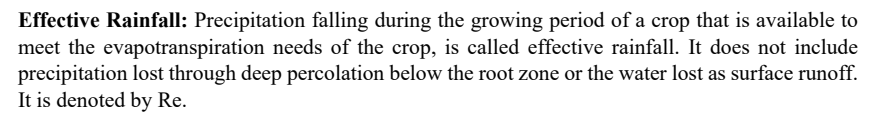 Effective Rainfall: Precipitation falling during the growing period of a crop that is available to
meet the evapotranspiration needs of the crop, is called effective rainfall. It does not include
precipitation lost through deep percolation below the root zone or the water lost as surface runoff.
It is denoted by Re.